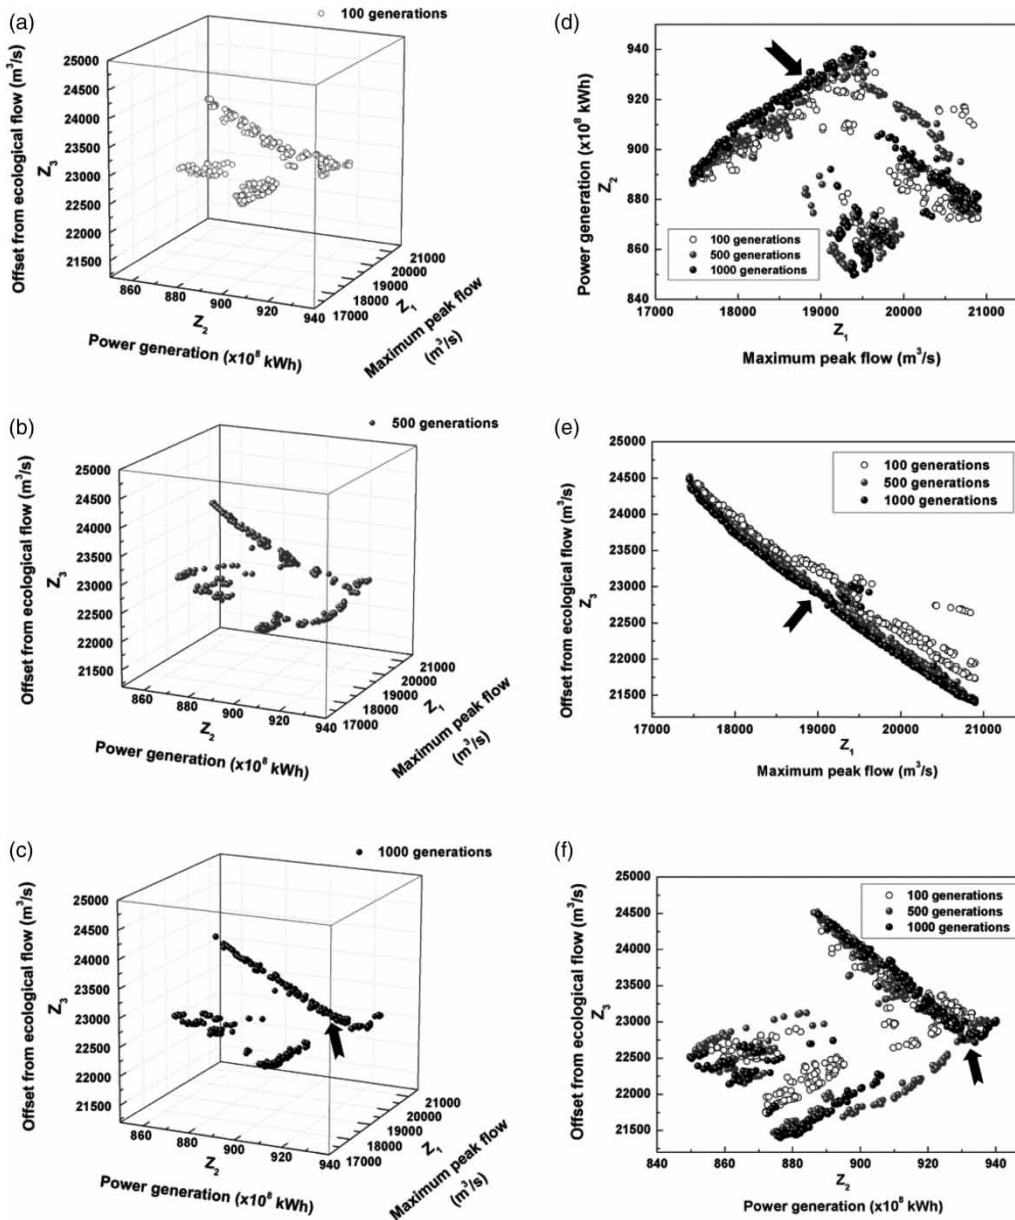 (a)
100 generations
25000
24500
24000
23500
23000
22500
22000
21500
Z3
Offset from ecological flow (m³/s)
860
880
900
920
940
Z2
Power generation (x10⁸ kWh)
17000
18000
19000
20000
21000
Z1
Maximum peak flow
(m³/s)
(d)
940
920
900
880
860
840
Z2
Power generation (x10⁸ kWh)
100 generations
500 generations
1000 generations
17000 18000 19000 20000 21000
Z1
Maximum peak flow (m³/s)
(b)
500 generations
25000
24500
24000
23500
23000
22500
22000
21500
Z3
Offset from ecological flow (m³/s)
860
880
900
920
940
Z2
Power generation (x10⁸ kWh)
17000
18000
19000
20000
21000
Z1
Maximum peak flow
(m³/s)
(e)
25000
24500
24000
23500
23000
22500
22000
21500
Z3
Offset from ecological flow (m³/s)
100 generations
500 generations
1000 generations
17000 18000 19000 20000 21000
Z1
Maximum peak flow (m³/s)
(c)
1000 generations
25000
24500
24000
23500
23000
22500
22000
21500
Z3
Offset from ecological flow (m³/s)
860
880
900
920
940
Z2
Power generation (x10⁸ kWh)
17000
18000
19000
20000
21000
Z1
Maximum peak flow
(m³/s)
(f)
25000
24500
24000
23500
23000
22500
22000
21500
Z3
Offset from ecological flow (m³/s)
100 generations
500 generations
1000 generations
840 860 880 900 920 940
Z2
Power generation (x10⁸ kWh)